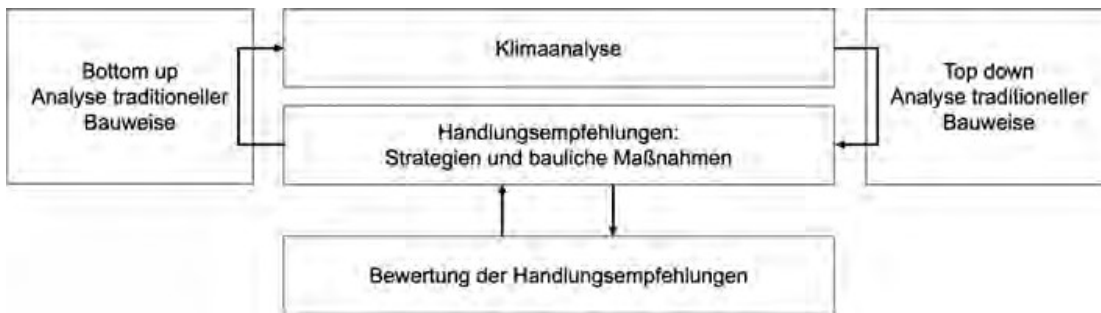 Bottom up
Analyse traditioneller
Bauweise
Klimaanalyse
Handlungsempfehlungen:
Strategien und bauliche Maßnahmen
Bewertung der Handlungsempfehlungen
Top down
Analyse traditioneller
Bauweise